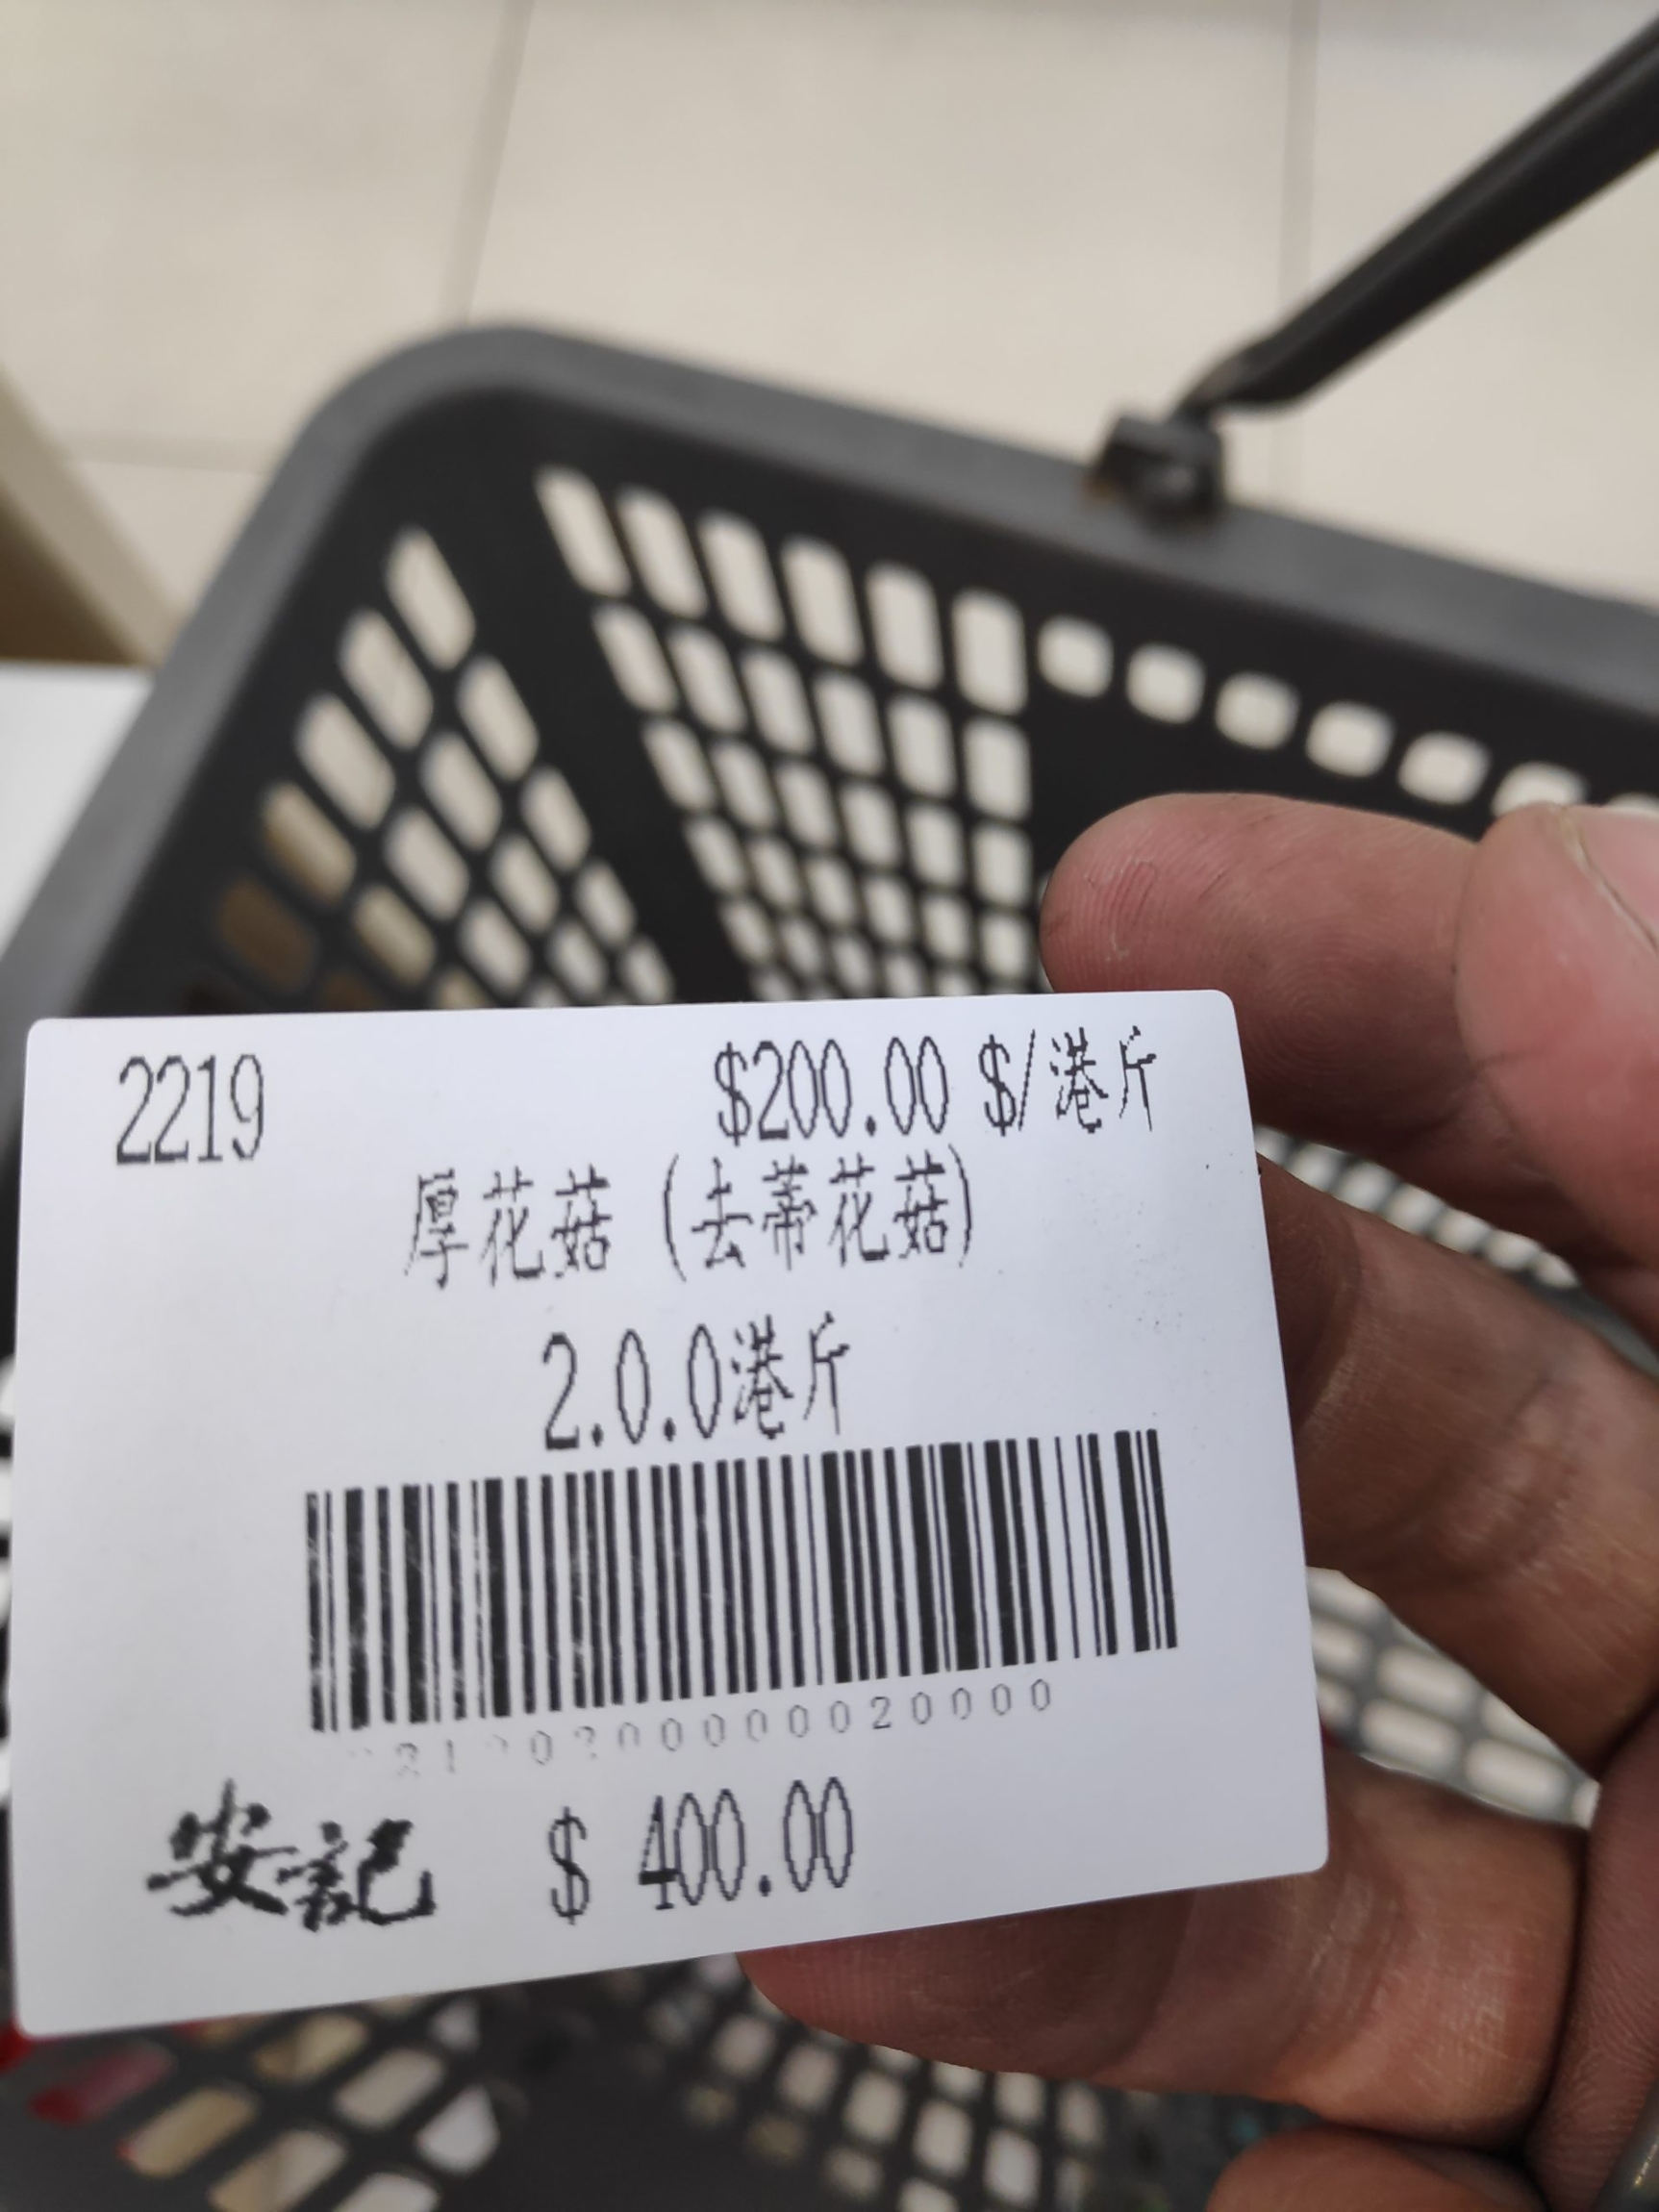 2219 $200.00 $/港斤
厚花菇 (去蒂花菇)
2.0.0港斤
安記 $ 400.00